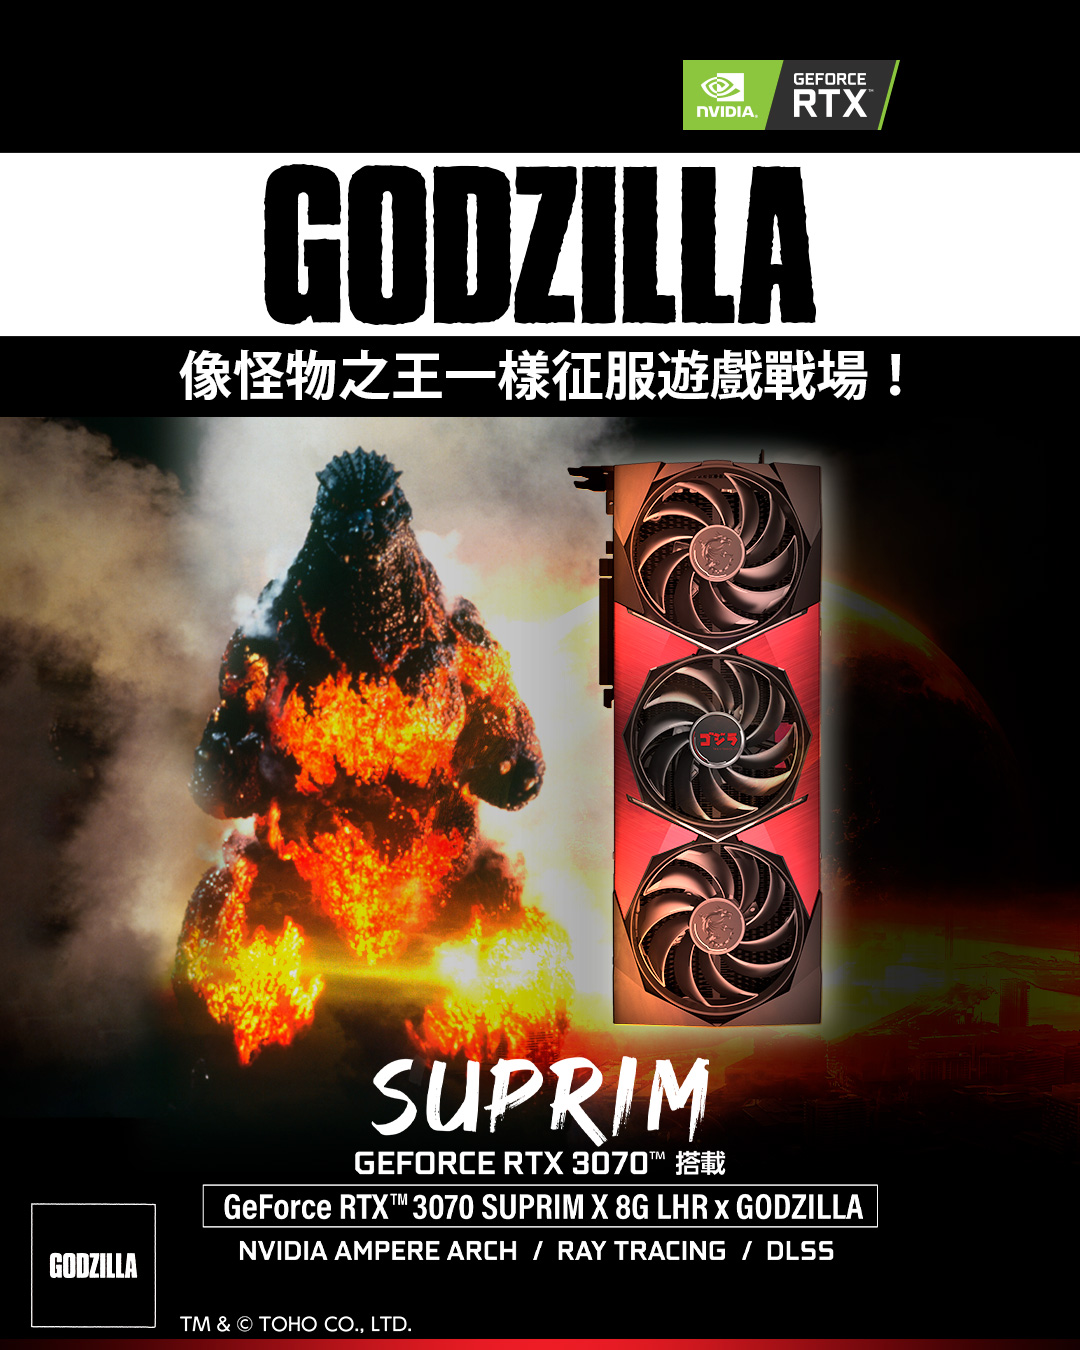 NVIDIA.
GEFORCE
RTX™
GODZILLA
像怪物之王一樣征服遊戲戰場！
ゴジラ
SUPRIM
GEFORCE RTX 3070™ 搭載
GeForce RTX™ 3070 SUPRIM X 8G LHR x GODZILLA
NVIDIA AMPERE ARCH / RAY TRACING / DLSS
GODZILLA
TM & © TOHO CO., LTD.